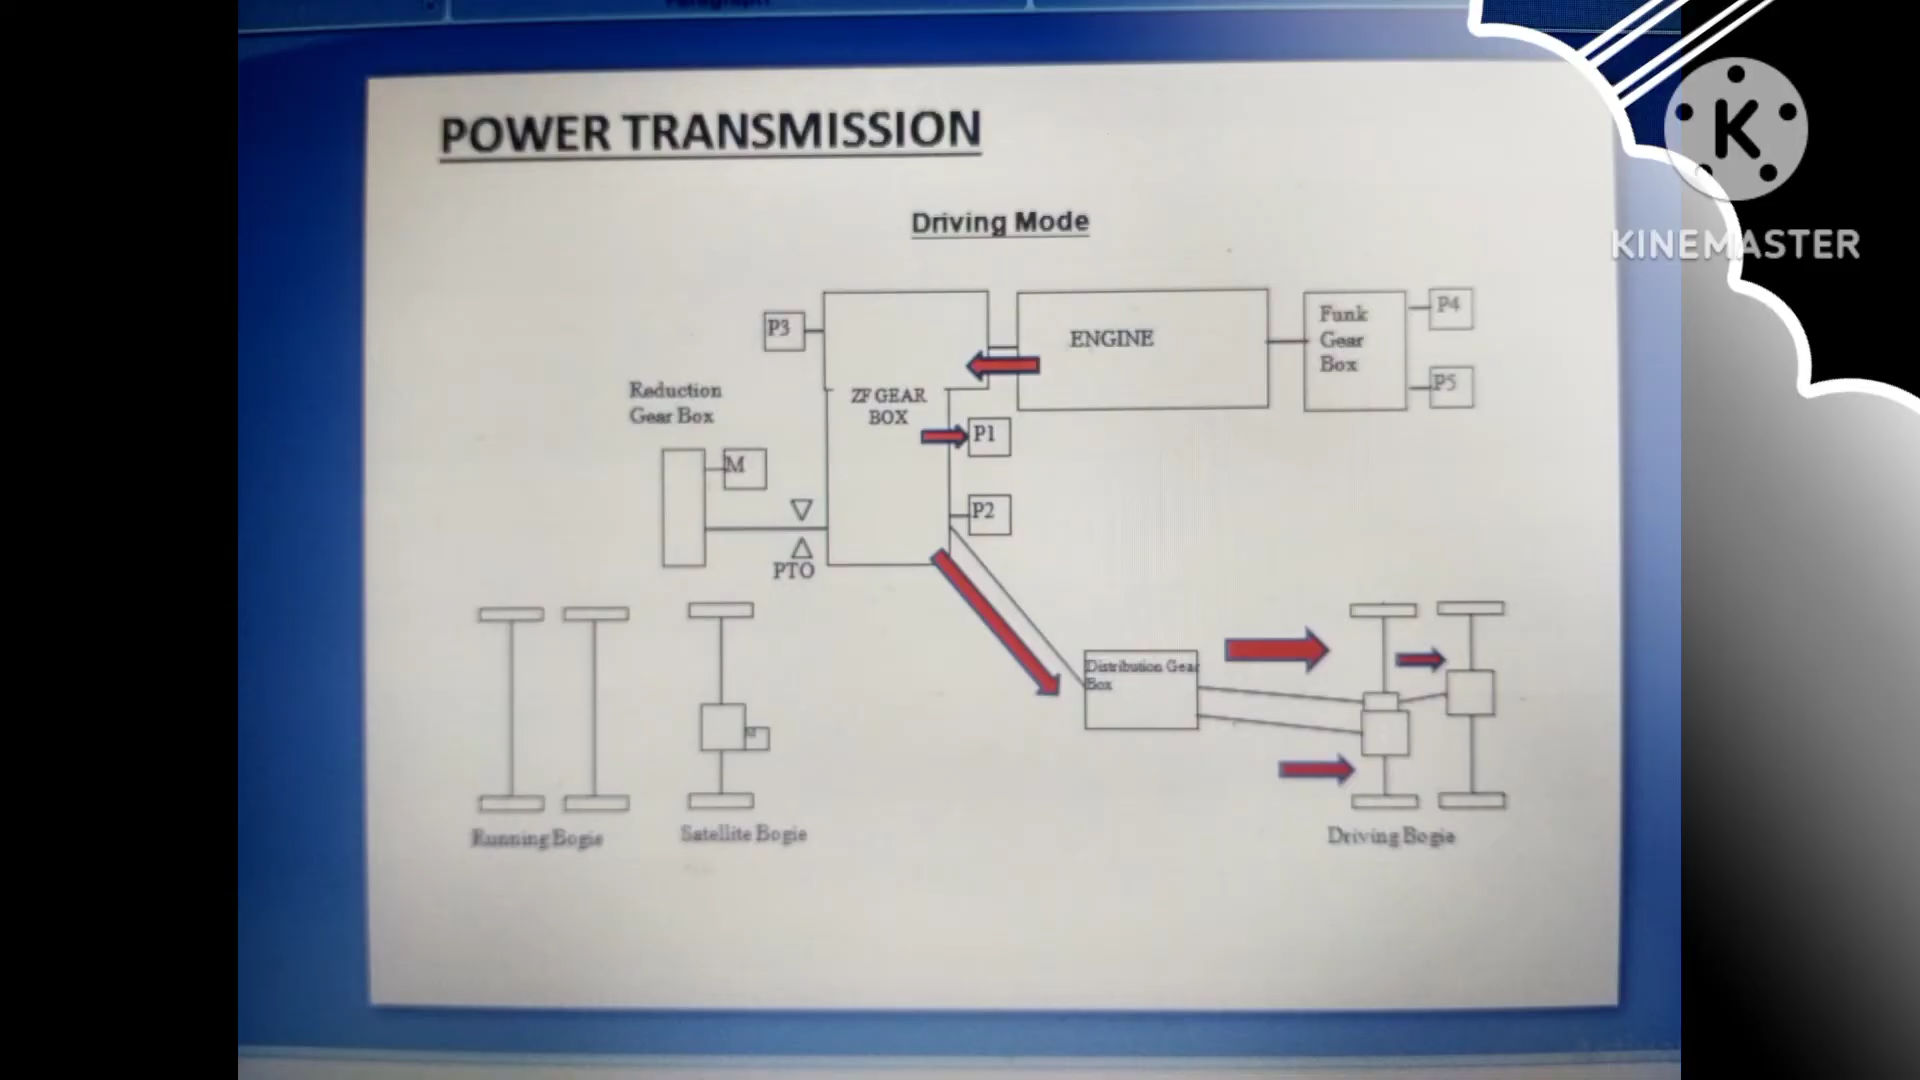 Paragraph
POWER TRANSMISSION
Driving Mode
K
KINEMASTER
P3
ENGINE
Funk
Gear
Box
P4
P5
Reduction
Gear Box
ZF GEAR
BOX
P1
M
P2
PTO
Distribution Gear
Box
M
Running Bogie
Satellite Bogie
Driving Bogie